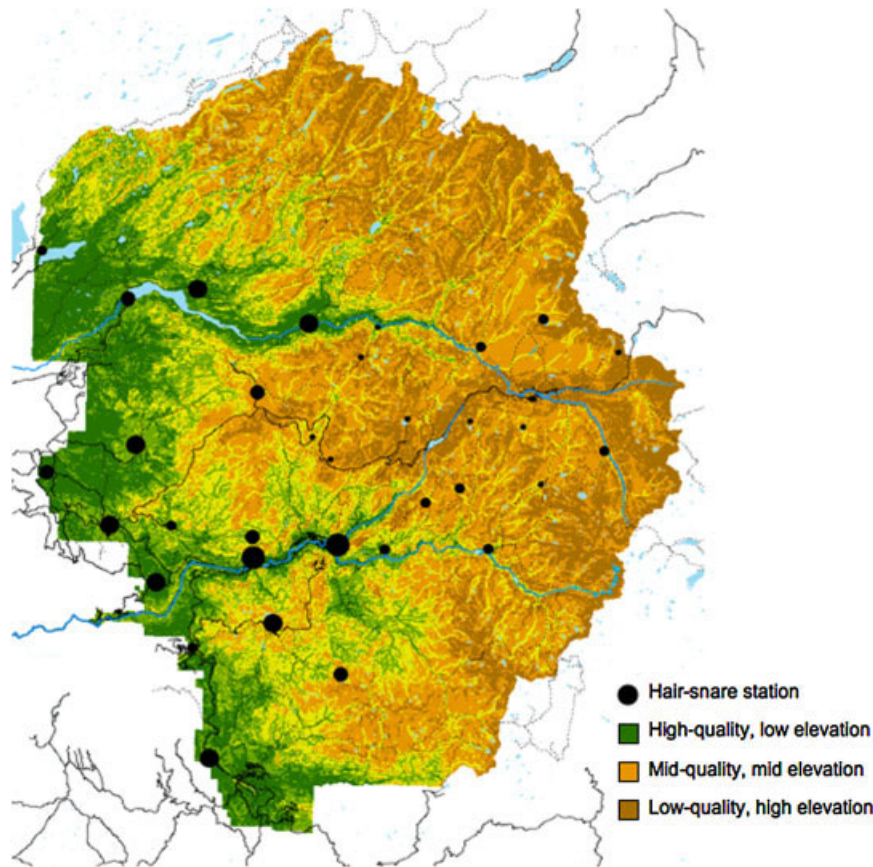 Hair-snare station
High-quality, low elevation
Mid-quality, mid elevation
Low-quality, high elevation